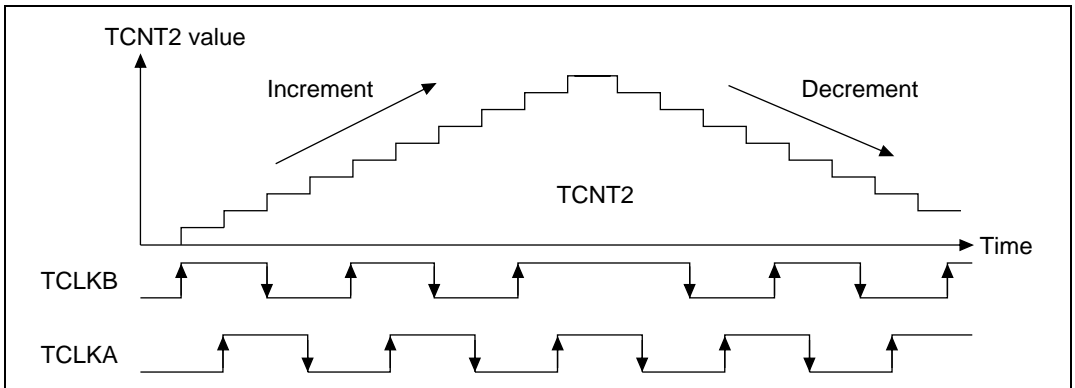 TCNT2 value
Increment
Decrement
TCNT2
Time
TCLKB
TCLKA